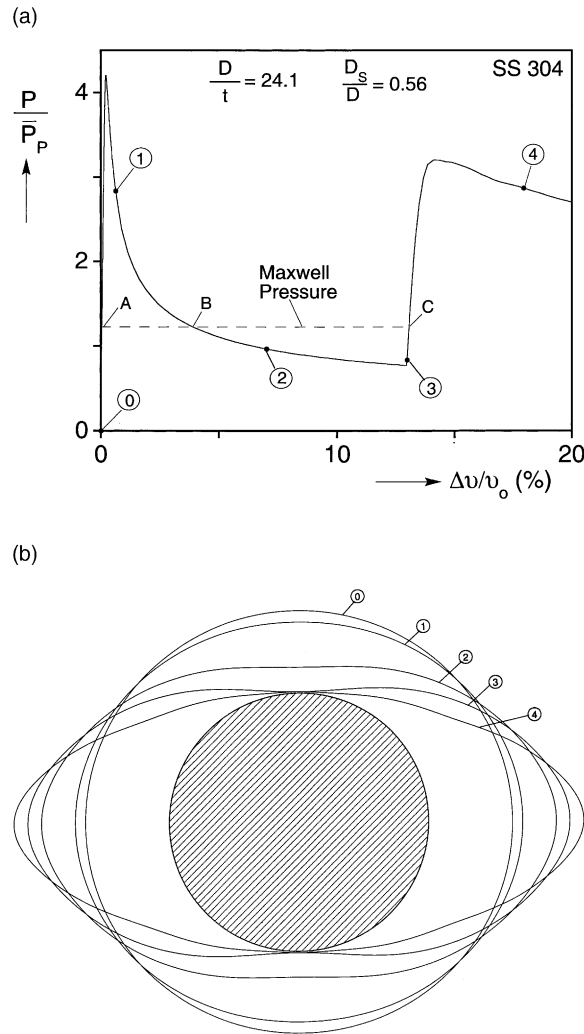 (a)
P
P̄P
D/t = 24.1
DS/D = 0.56
SS 304
4
2
0
1
4
Maxwell
Pressure
A
B
C
2
3
0
0
10
20
Δυ/υo (%)
(b)
0
1
2
3
4